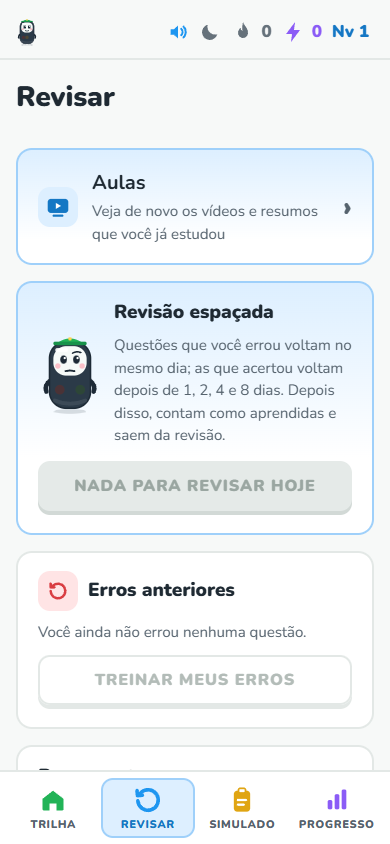 0 0 Nv 1
Revisar
Aulas
Veja de novo os vídeos e resumos
que você já estudou
Revisão espaçada
Questões que você errou voltam no
mesmo dia; as que acertou voltam
depois de 1, 2, 4 e 8 dias. Depois
disso, contam como aprendidas e
saem da revisão.
NADA PARA REVISAR HOJE
Erros anteriores
Você ainda não errou nenhuma questão.
TREINAR MEUS ERROS
TRILHA REVISAR SIMULADO PROGRESSO